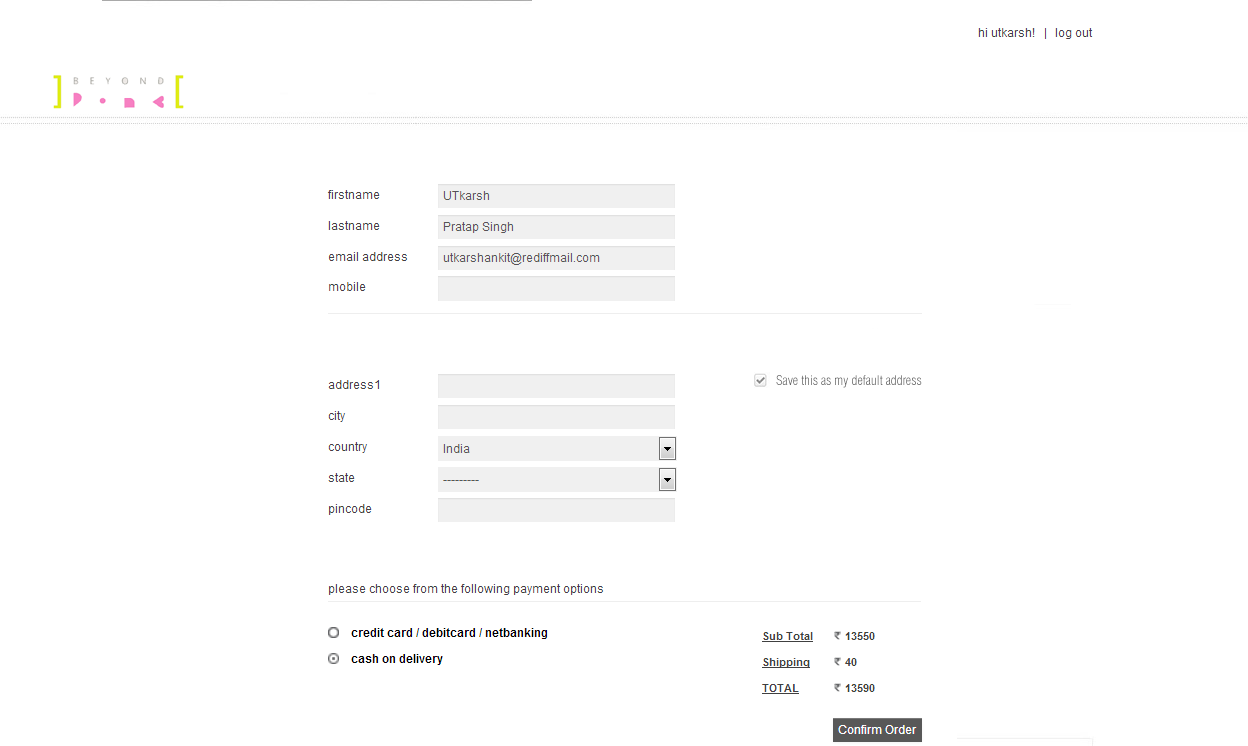 hi utkarsh! | log out
] BEYOND [
firstname UTkarsh
lastname Pratap Singh
email address utkarshankit@rediffmail.com
mobile
address1
Save this as my default address
city
country India
state ---------
pincode
please choose from the following payment options
credit card / debitcard / netbanking
cash on delivery
Sub Total ₹ 13550
Shipping ₹ 40
TOTAL ₹ 13590
Confirm Order